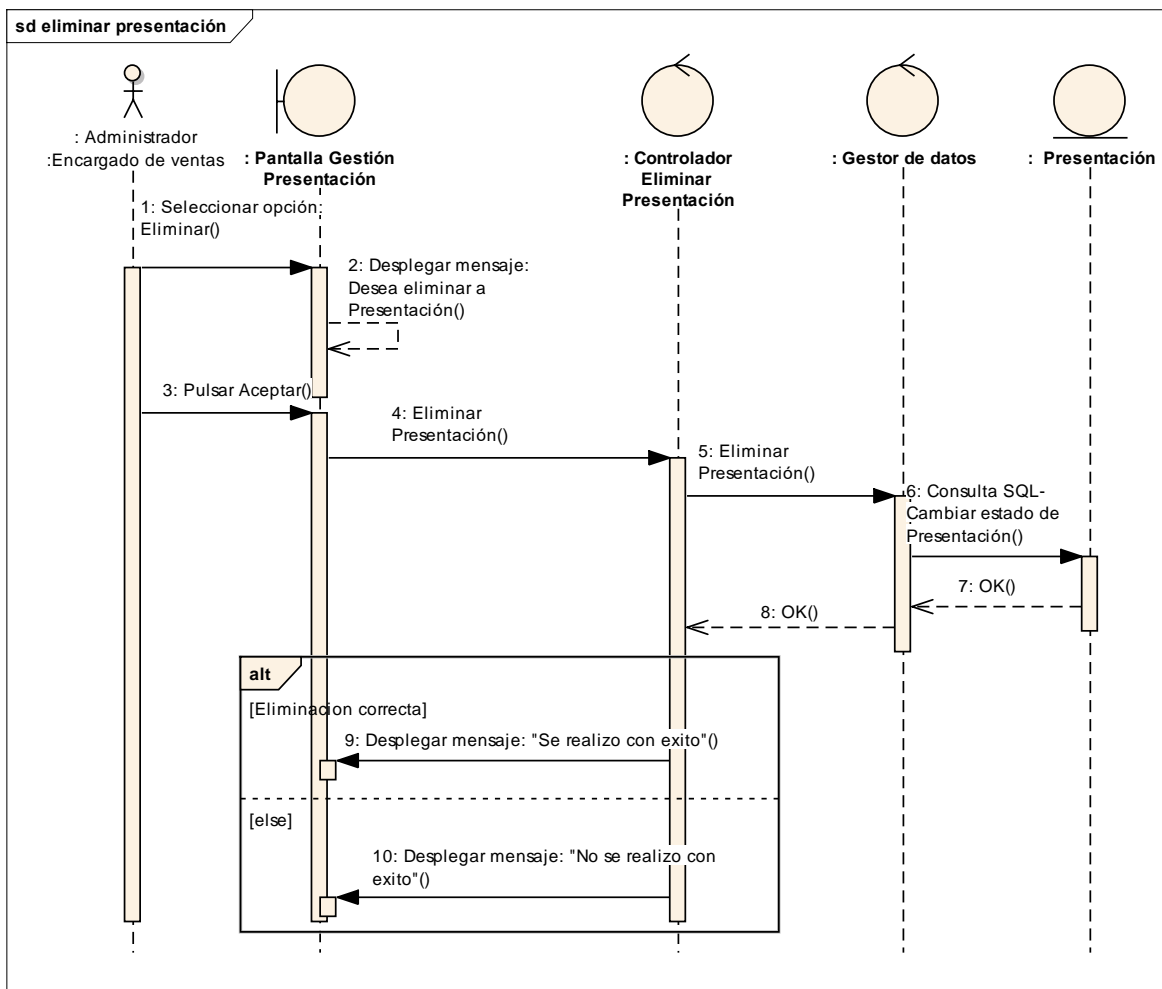 sd eliminar presentación
: Administrador
:Encargado de ventas
: Pantalla Gestión
Presentación
: Controlador
Eliminar
Presentación
: Gestor de datos
: Presentación
1: Seleccionar opción:
Eliminar()
2: Desplegar mensaje:
Desea eliminar a
Presentación()
3: Pulsar Aceptar()
4: Eliminar
Presentación()
5: Eliminar
Presentación()
6: Consulta SQL-
Cambiar estado de
Presentación()
7: OK()
8: OK()
alt
[Eliminacion correcta]
9: Desplegar mensaje: "Se realizo con exito"()
[else]
10: Desplegar mensaje: "No se realizo con
exito"()